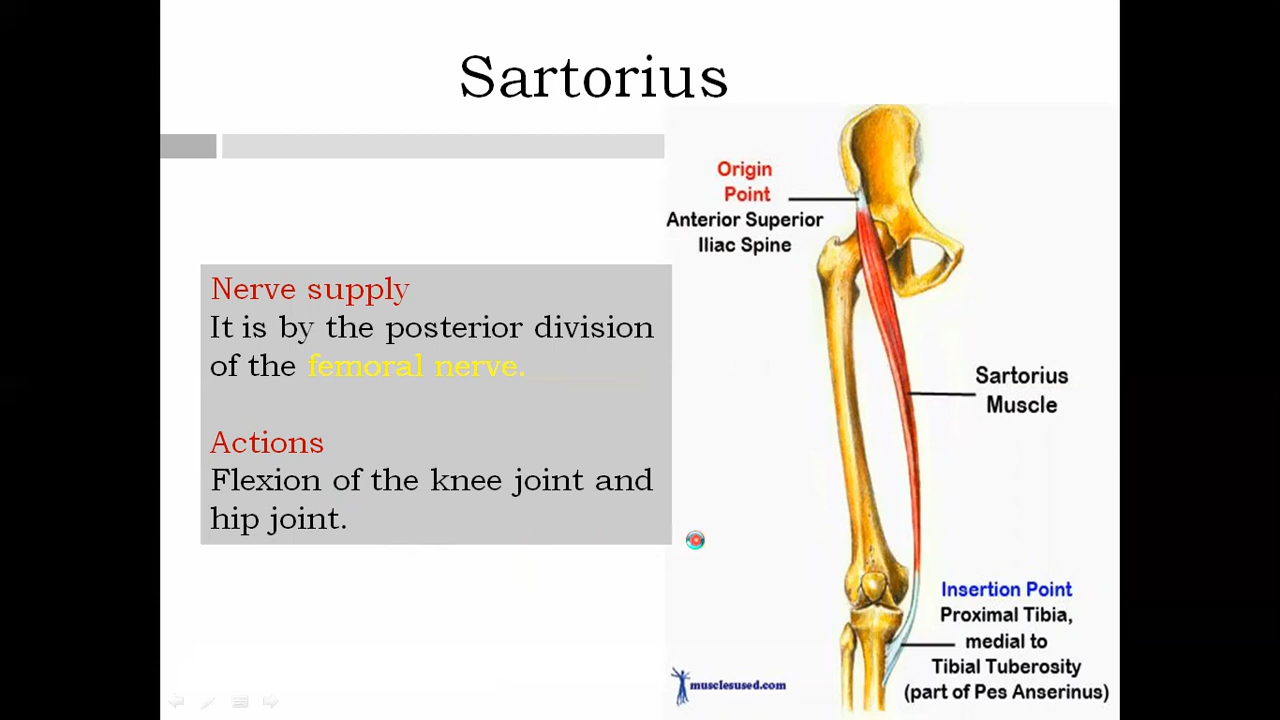 Sartorius
Origin
Point
Anterior Superior
Iliac Spine
Nerve supply
It is by the posterior division
of the femoral nerve.
Actions
Flexion of the knee joint and
hip joint.
Sartorius
Muscle
Insertion Point
Proximal Tibia,
medial to
Tibial Tuberosity
(part of Pes Anserinus)
musclesused.com